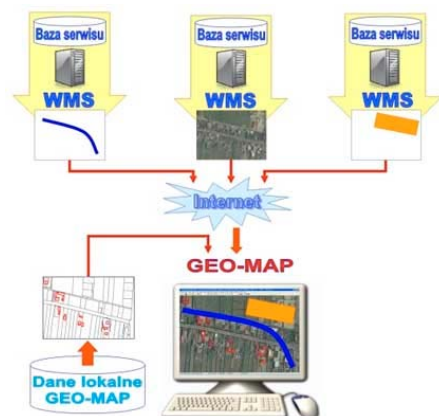 Baza serwisu
Baza serwisu
Baza serwisu
WMS
WMS
WMS
Internet
GEO-MAP
Dane lokalne
GEO-MAP